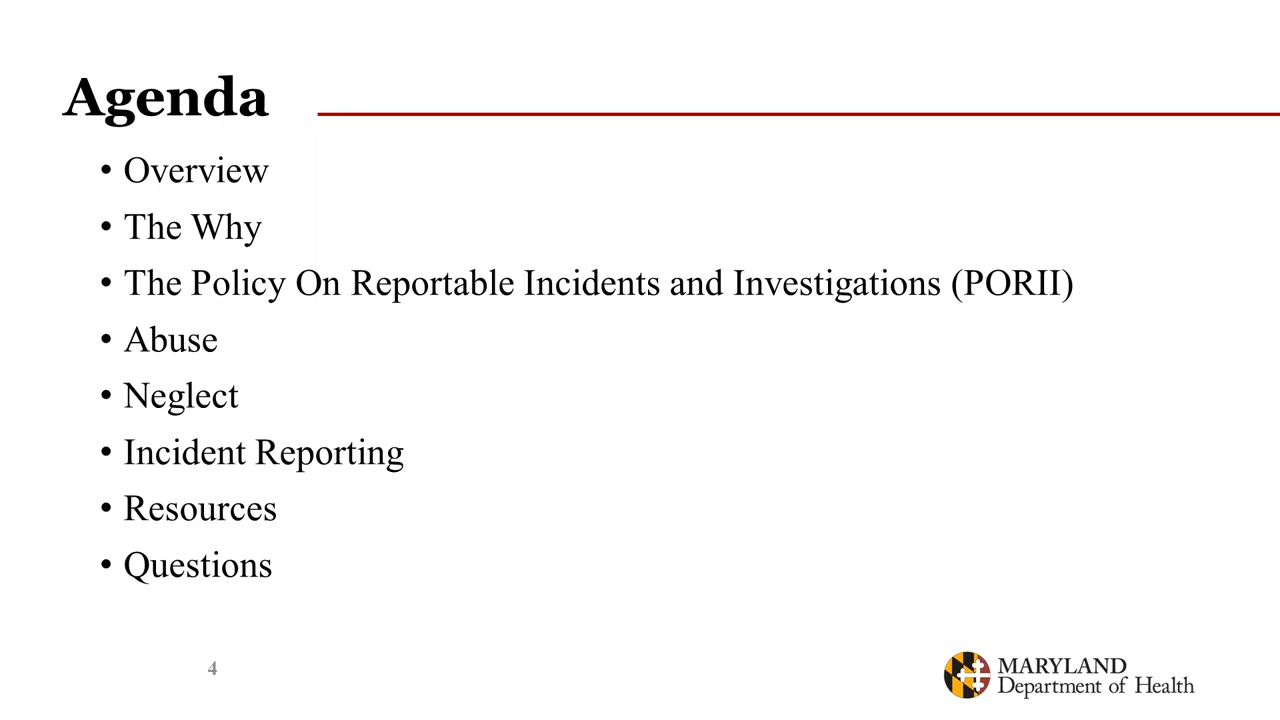 Agenda
• Overview
• The Why
• The Policy On Reportable Incidents and Investigations (PORII)
• Abuse
• Neglect
• Incident Reporting
• Resources
• Questions
4
MARYLAND
Department of Health